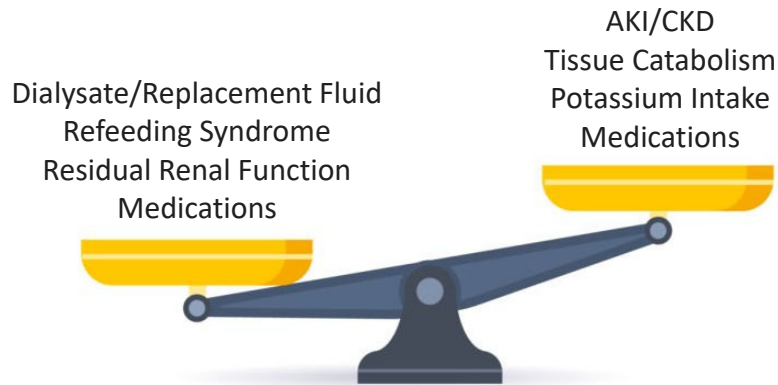 Dialysate/Replacement Fluid
Refeeding Syndrome
Residual Renal Function
Medications
AKI/CKD
Tissue Catabolism
Potassium Intake
Medications